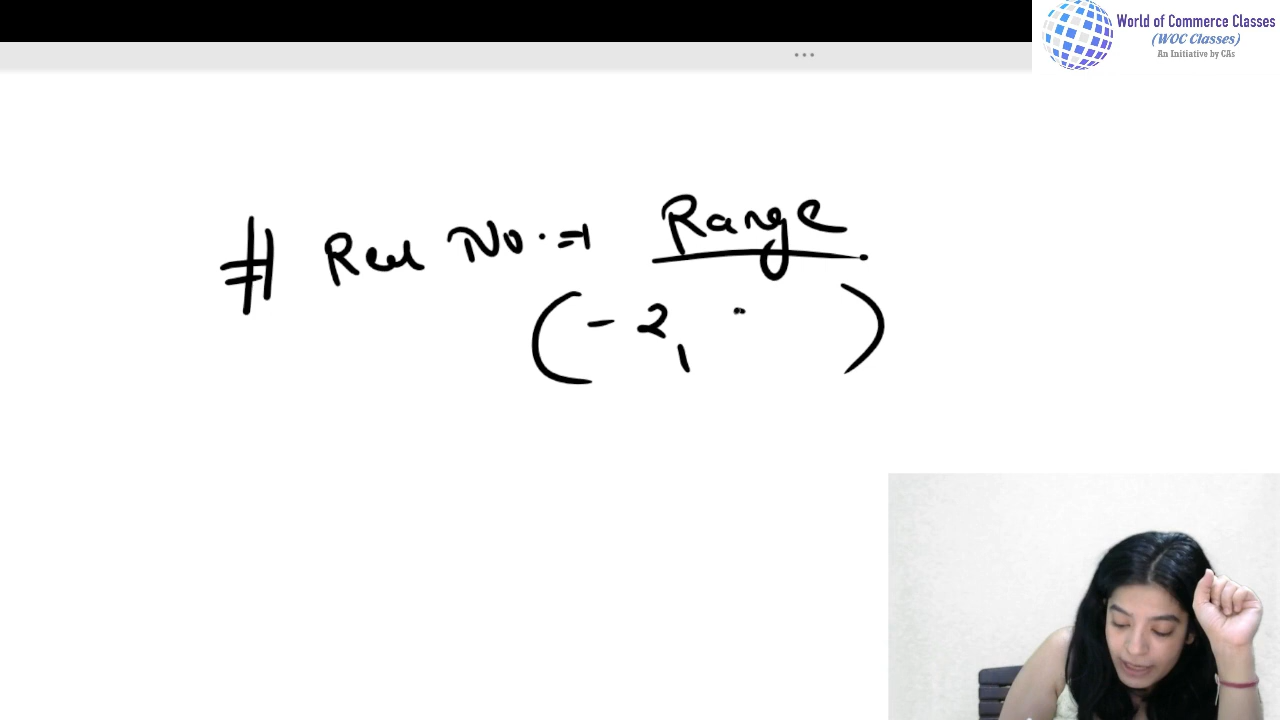 World of Commerce Classes
(WOC Classes)
An Initiative by CAs
# Real No. ⇒ Range
(-2, )